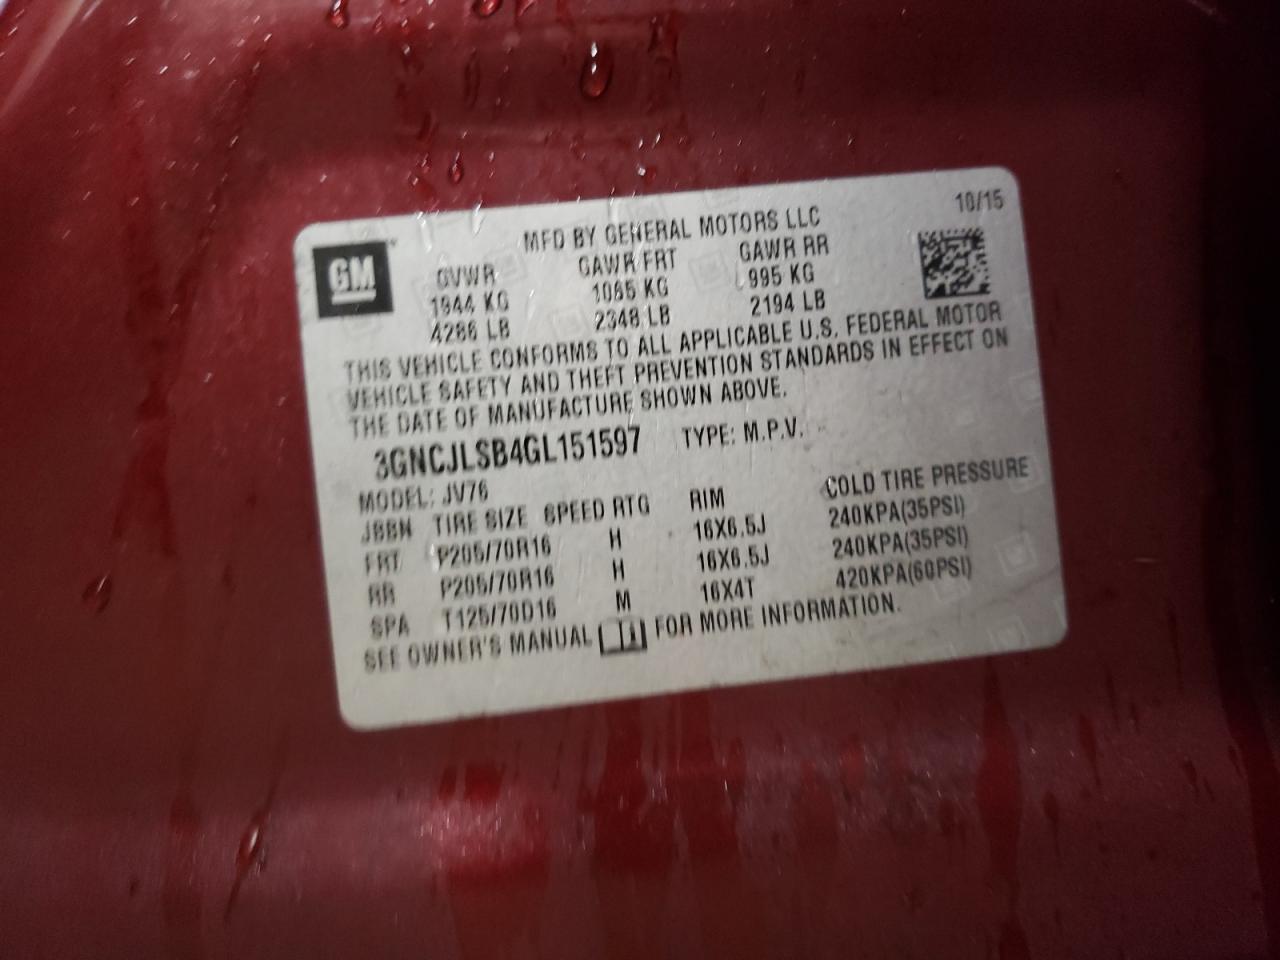 10/15
MFD BY GENERAL MOTORS LLC
GM
GVWR GAWR FRT GAWR RR
1944 KG 1065 KG 995 KG
4286 LB 2348 LB 2194 LB
THIS VEHICLE CONFORMS TO ALL APPLICABLE U.S. FEDERAL MOTOR
VEHICLE SAFETY AND THEFT PREVENTION STANDARDS IN EFFECT ON
THE DATE OF MANUFACTURE SHOWN ABOVE.
3GNCJLSB4GL151597 TYPE: M.P.V.
MODEL: JV76
JBBN TIRE SIZE SPEED RTG RIM COLD TIRE PRESSURE
FRT P205/70R16 H 16X6.5J 240KPA(35PSI)
RR P205/70R16 H 16X6.5J 240KPA(35PSI)
SPA T125/70D16 M 16X4T 420KPA(60PSI)
SEE OWNER'S MANUAL FOR MORE INFORMATION.